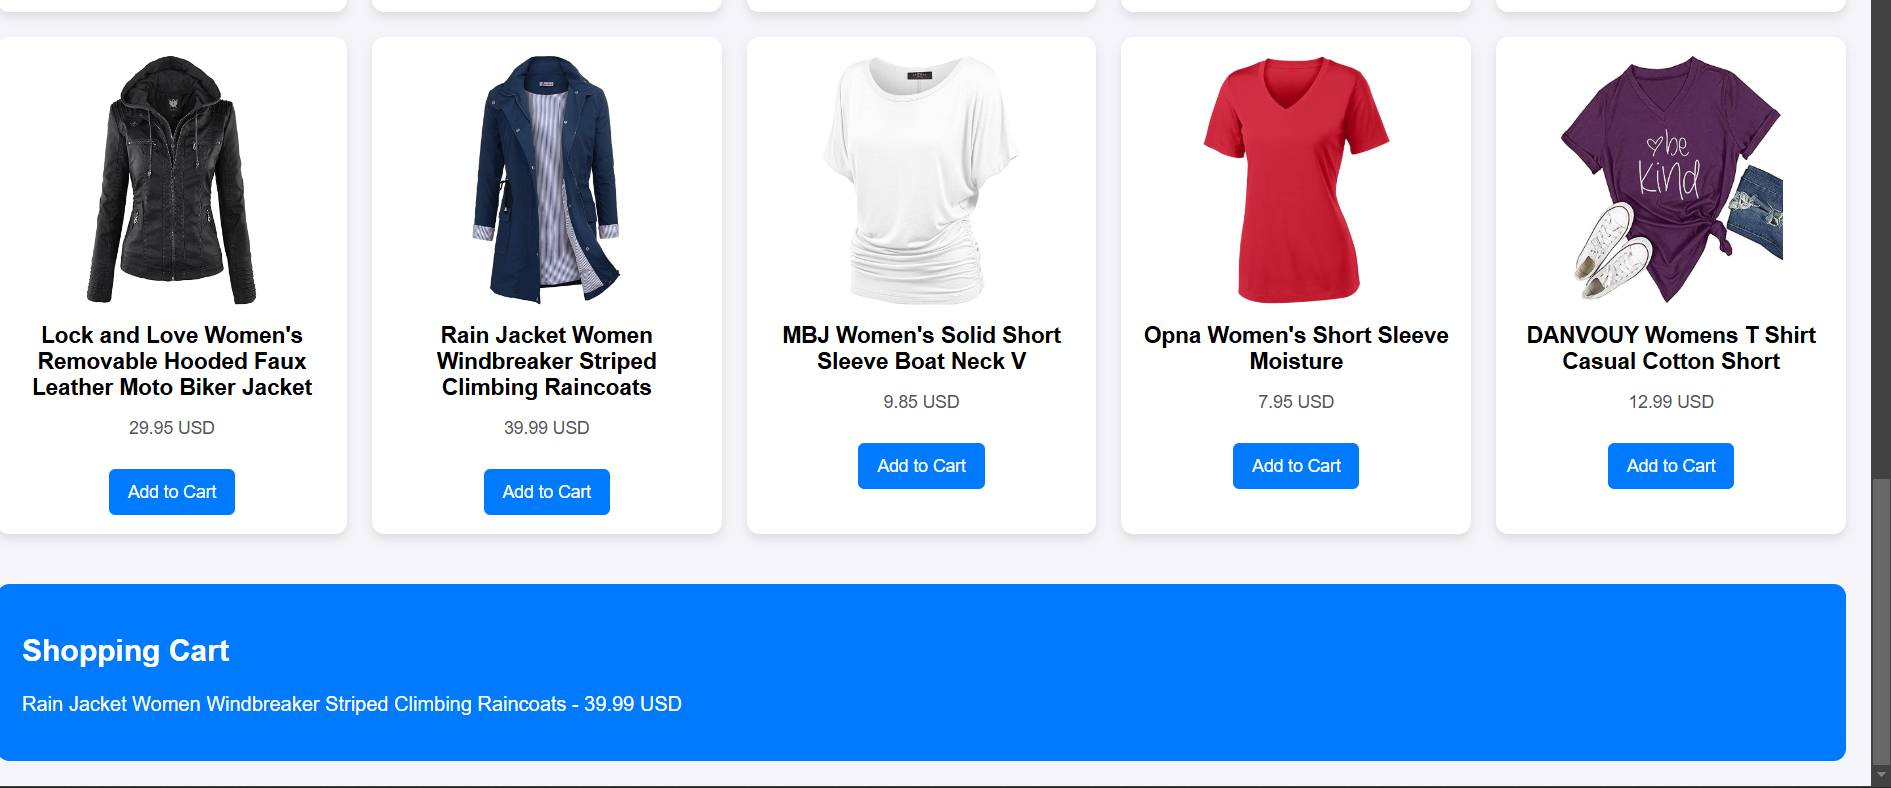 Lock and Love Women's
Removable Hooded Faux
Leather Moto Biker Jacket
29.95 USD
Add to Cart
Rain Jacket Women
Windbreaker Striped
Climbing Raincoats
39.99 USD
Add to Cart
MBJ Women's Solid Short
Sleeve Boat Neck V
9.85 USD
Add to Cart
Opna Women's Short Sleeve
Moisture
7.95 USD
Add to Cart
be
kind
DANVOUY Womens T Shirt
Casual Cotton Short
12.99 USD
Add to Cart
Shopping Cart
Rain Jacket Women Windbreaker Striped Climbing Raincoats - 39.99 USD